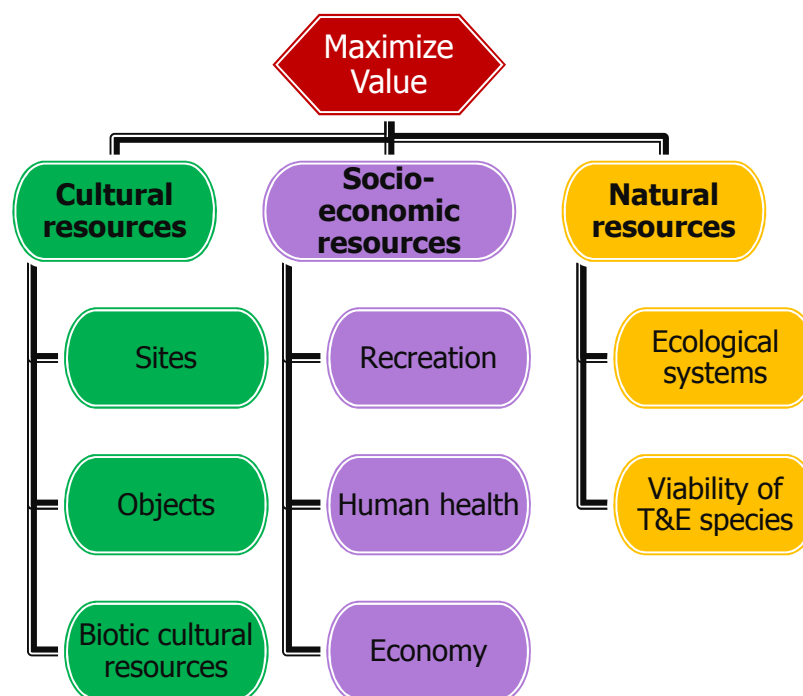 Maximize
Value
Cultural
resources
Socio-
economic
resources
Natural
resources
Sites
Recreation
Ecological
systems
Objects
Human health
Viability of
T&E species
Biotic cultural
resources
Economy